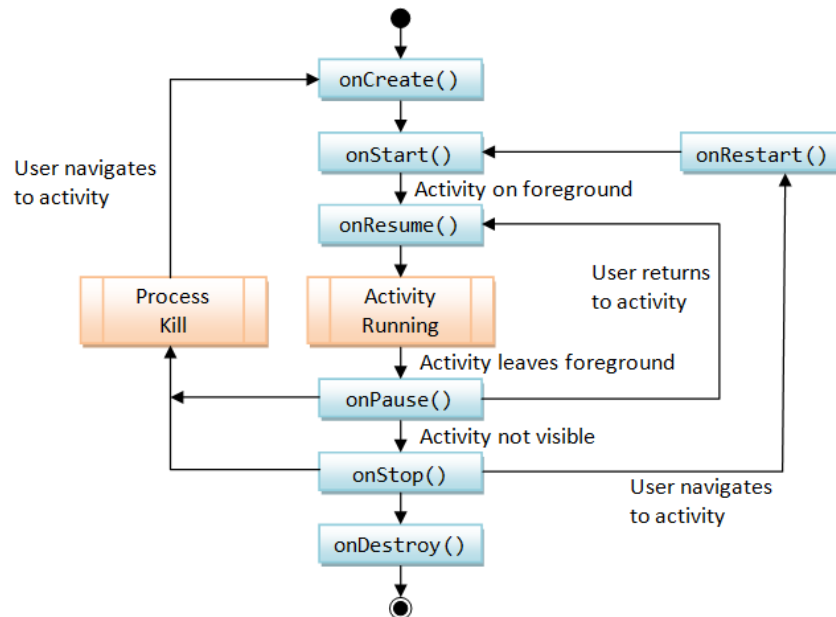 onCreate()
onStart()
onRestart()
User navigates
to activity
Activity on foreground
onResume()
User returns
to activity
Process
Kill
Activity
Running
Activity leaves foreground
onPause()
Activity not visible
onStop()
User navigates
to activity
onDestroy()